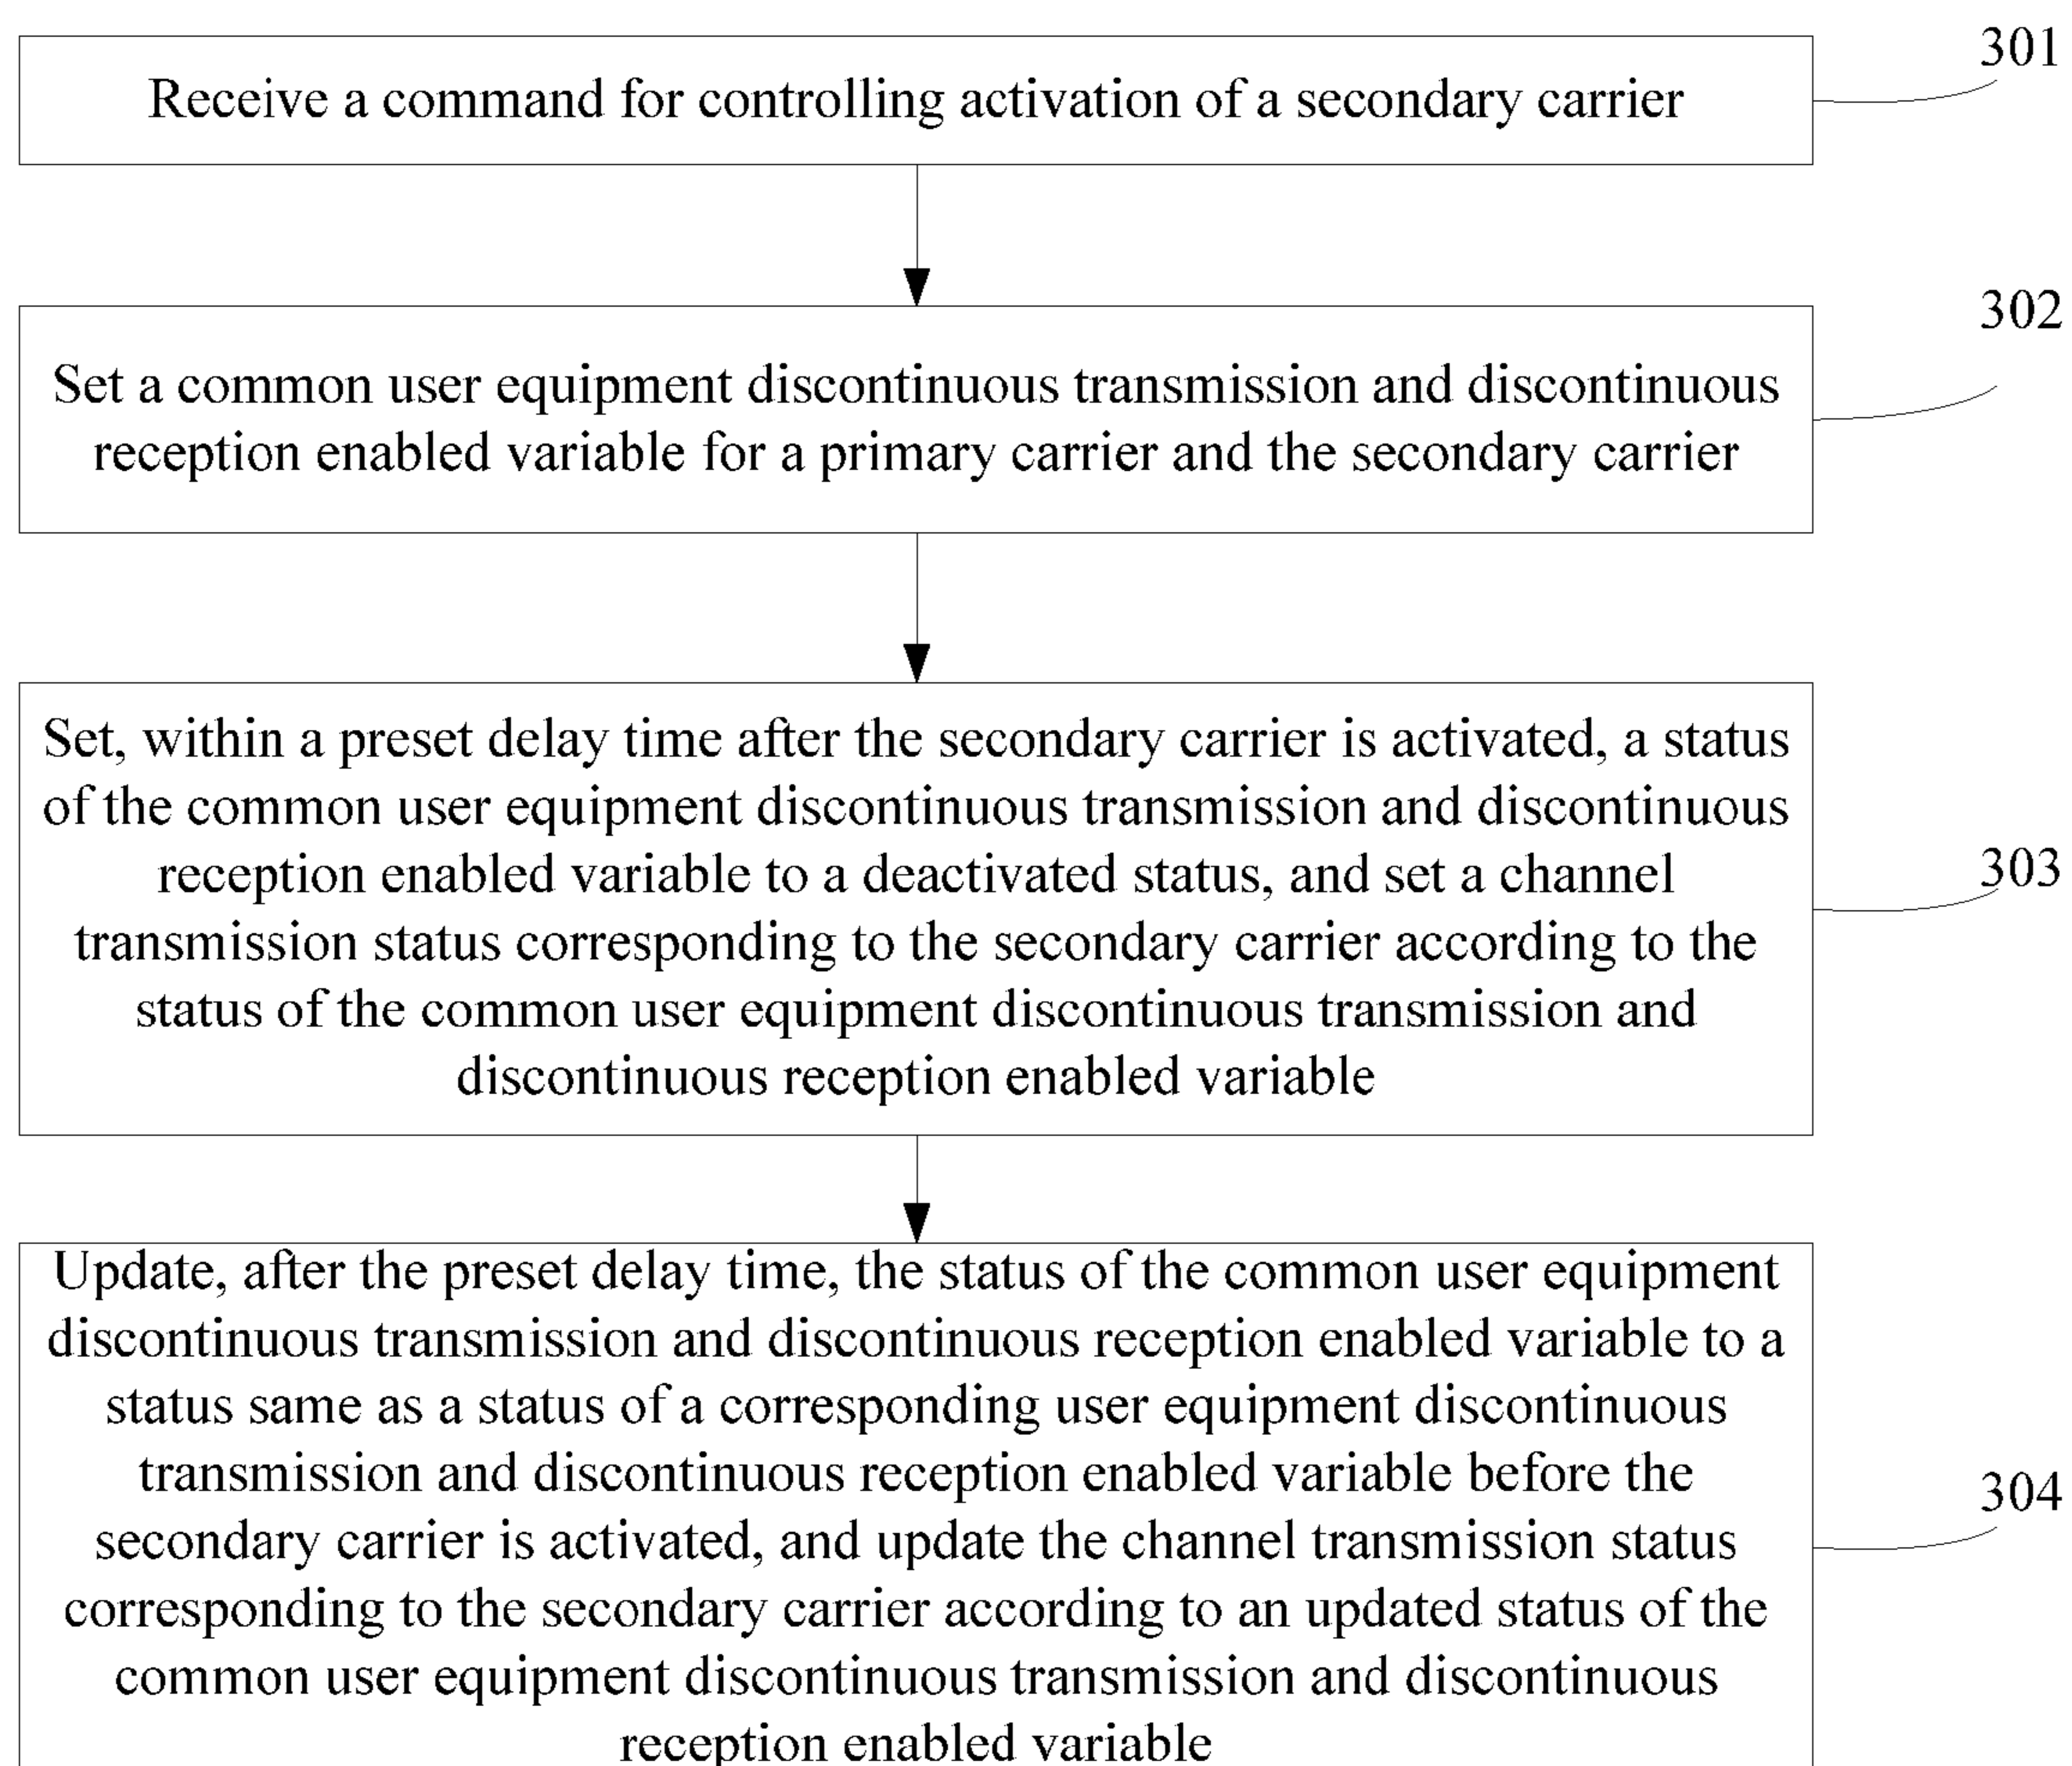 301
Receive a command for controlling activation of a secondary carrier
302
Set a common user equipment discontinuous transmission and discontinuous
reception enabled variable for a primary carrier and the secondary carrier
Set, within a preset delay time after the secondary carrier is activated, a status
of the common user equipment discontinuous transmission and discontinuous
reception enabled variable to a deactivated status, and set a channel
303
transmission status corresponding to the secondary carrier according to the
status of the common user equipment discontinuous transmission and
discontinuous reception enabled variable
Update, after the preset delay time, the status of the common user equipment
discontinuous transmission and discontinuous reception enabled variable to a
status same as a status of a corresponding user equipment discontinuous
transmission and discontinuous reception enabled variable before the
304
secondary carrier is activated, and update the channel transmission status
corresponding to the secondary carrier according to an updated status of the
common user equipment discontinuous transmission and discontinuous
reception enabled variable